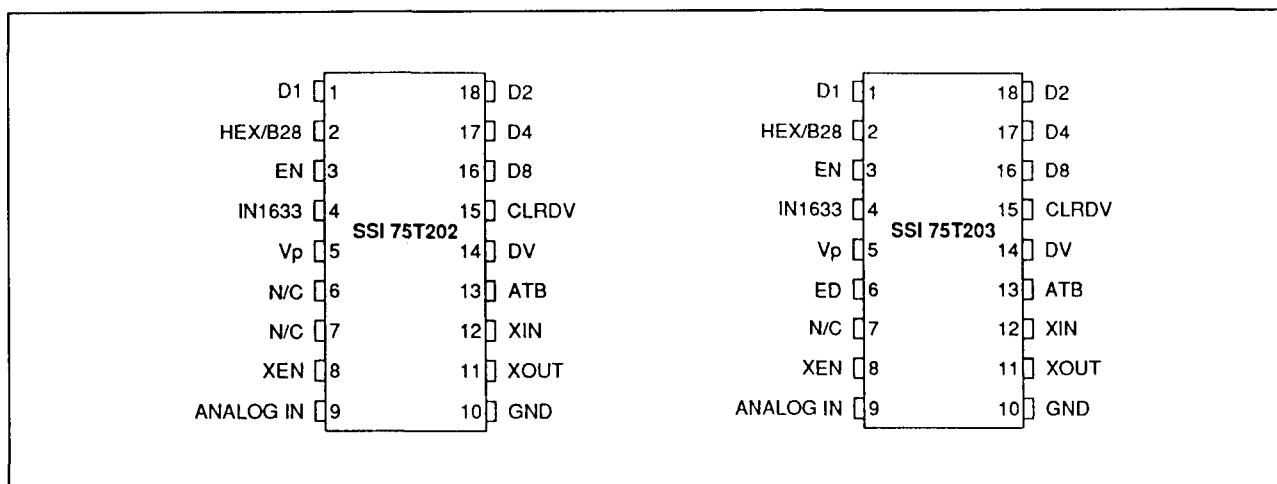 D1 1 18 D2
HEX/B28 2 17 D4
EN 3 16 D8
IN1633 4 15 CLRDV
SSI 75T202
Vp 5 14 DV
N/C 6 13 ATB
N/C 7 12 XIN
XEN 8 11 XOUT
ANALOG IN 9 10 GND
D1 1 18 D2
HEX/B28 2 17 D4
EN 3 16 D8
IN1633 4 15 CLRDV
SSI 75T203
Vp 5 14 DV
ED 6 13 ATB
N/C 7 12 XIN
XEN 8 11 XOUT
ANALOG IN 9 10 GND